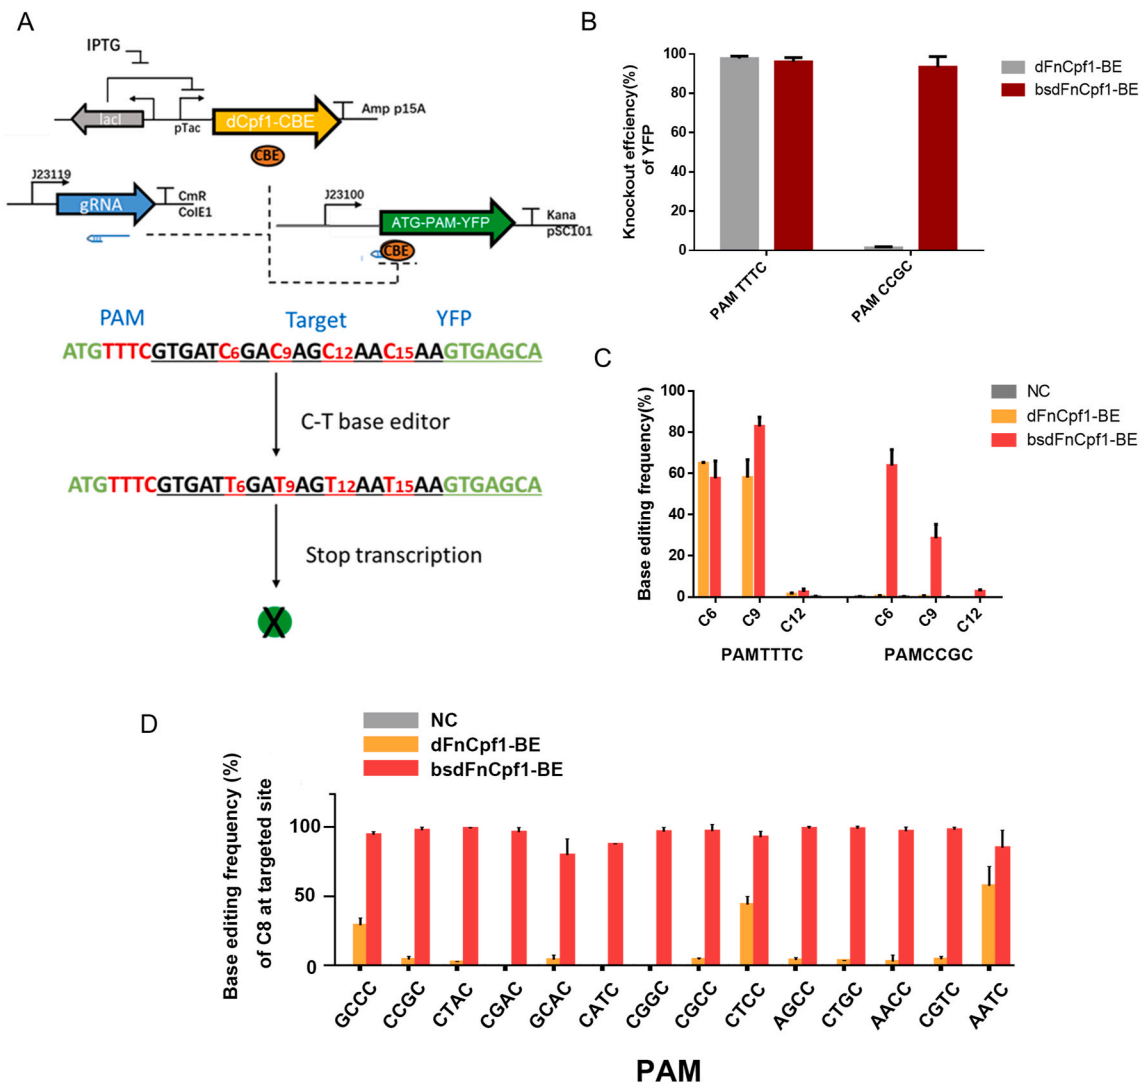 A
IPTG
lacI
pTac
dCpf1-CBE
Amp p15A
CBE
J23119
gRNA
CmR
ColE1
J23100
ATG-PAM-YFP
Kana
pSC101
CBE
PAM Target YFP
ATGTTTCGTGATC6GAC9AGC12AAC15AAGTGAGCA
C-T base editor
ATGTTTCGTGATT6GAT9AGT12AAT15AAGTGAGCA
Stop transcription
X
B
Knockout effciency(%)
of YFP
100
80
60
40
20
0
PAM TTTC
PAM CCGC
dFnCpf1-BE
bsdFnCpf1-BE
C
Base editing frequency(%)
100
80
60
40
20
0
C6 C9 C12 C6 C9 C12
PAMTTTC PAMCCGC
NC
dFnCpf1-BE
bsdFnCpf1-BE
D
NC
dFnCpf1-BE
bsdFnCpf1-BE
Base editing frequency (%)
of C8 at targeted site
100
50
0
GCCC CCGC CTAC CGAC GCAC CATC CGGC CGCC CTCC AGCC CTGC AACC CGTC AATC
PAM